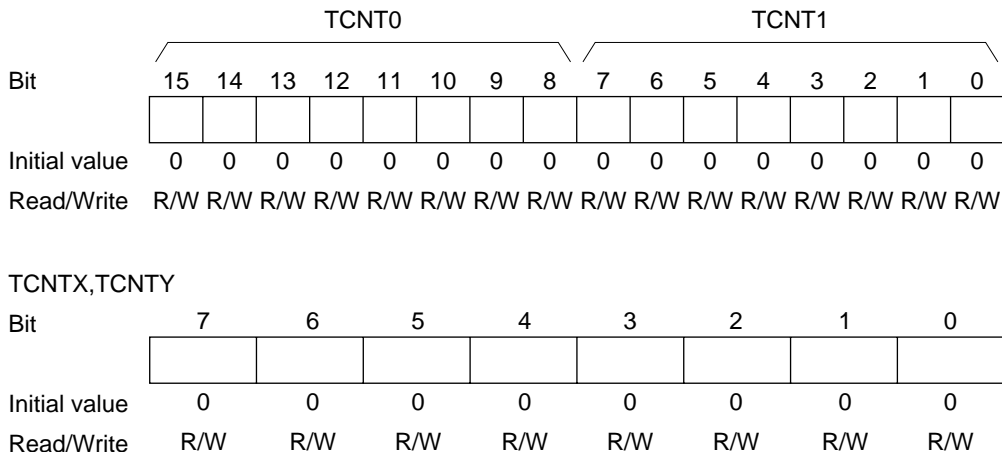 TCNT0 TCNT1
Bit 15 14 13 12 11 10 9 8 7 6 5 4 3 2 1 0
Initial value 0 0 0 0 0 0 0 0 0 0 0 0 0 0 0 0
Read/Write R/W R/W R/W R/W R/W R/W R/W R/W R/W R/W R/W R/W R/W R/W R/W R/W
TCNTX,TCNTY
Bit 7 6 5 4 3 2 1 0
Initial value 0 0 0 0 0 0 0 0
Read/Write R/W R/W R/W R/W R/W R/W R/W R/W